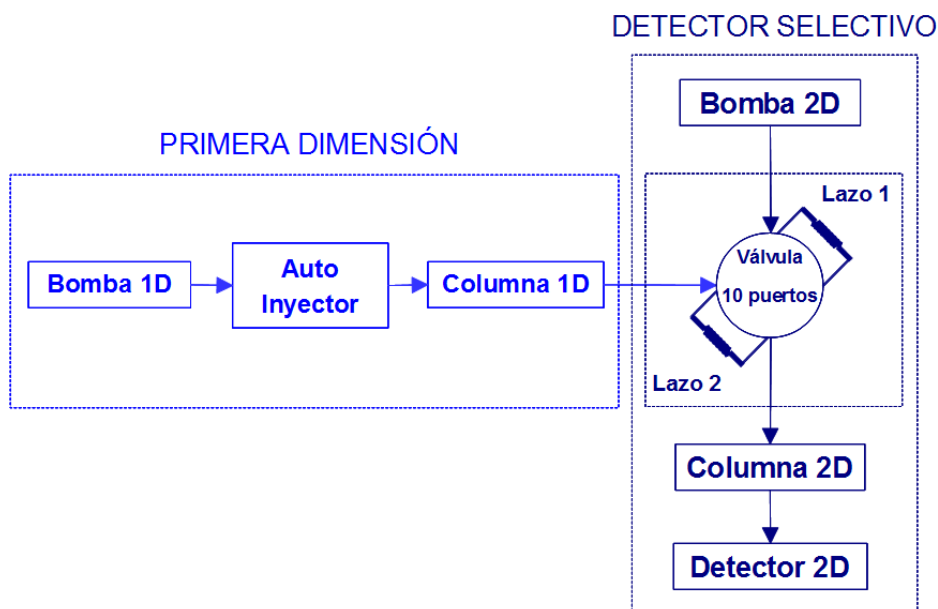 DETECTOR SELECTIVO
Bomba 2D
PRIMERA DIMENSIÓN
Lazo 1
Válvula
10 puertos
Bomba 1D
Auto
Inyector
Columna 1D
Lazo 2
Columna 2D
Detector 2D